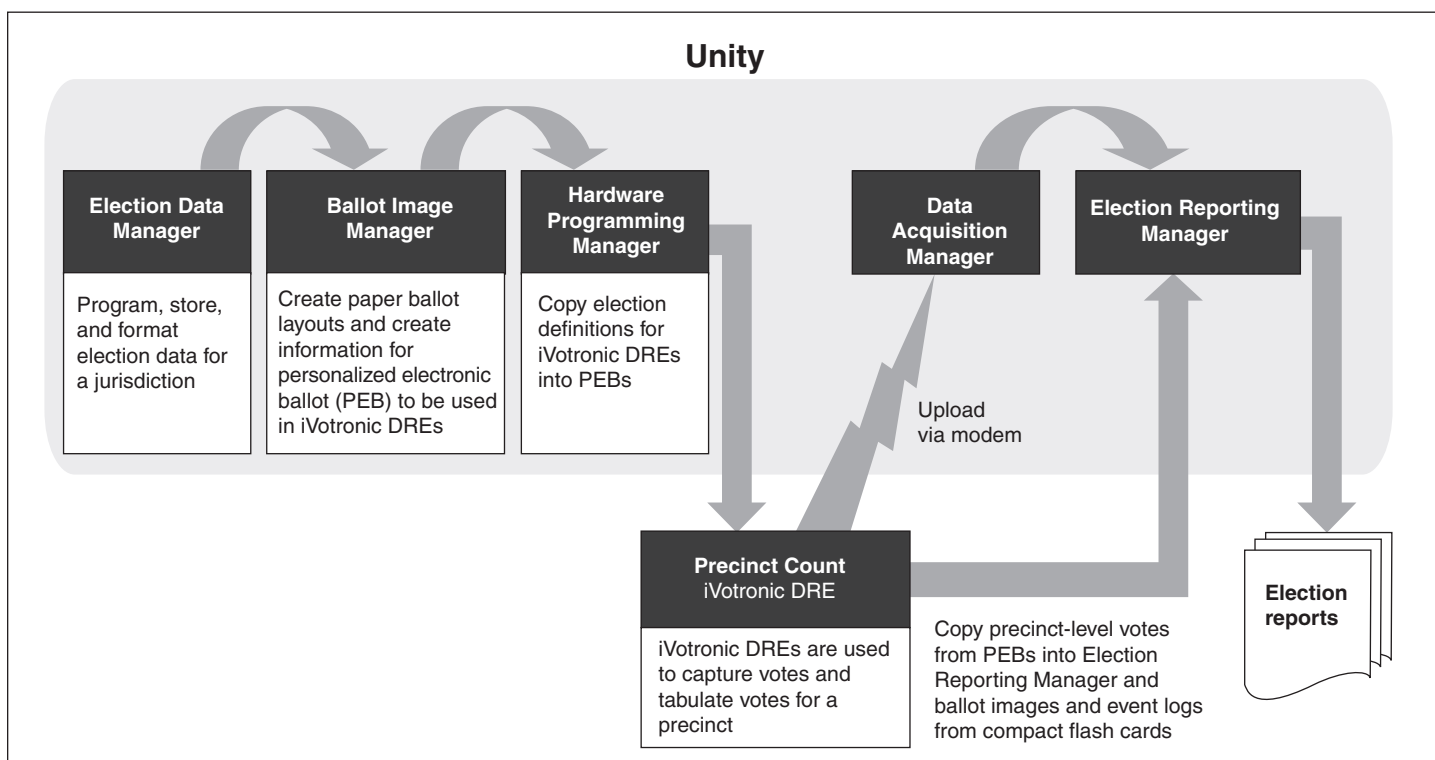 Unity
Election Data
Manager
Program, store,
and format
election data for
a jurisdiction
Ballot Image
Manager
Create paper ballot
layouts and create
information for
personalized electronic
ballot (PEB) to be used
in iVotronic DREs
Hardware
Programming
Manager
Copy election
definitions for
iVotronic DREs
into PEBs
Data
Acquisition
Manager
Election Reporting
Manager
Upload
via modem
Precinct Count
iVotronic DRE
iVotronic DREs are used
to capture votes and
tabulate votes for a
precinct
Copy precinct-level votes
from PEBs into Election
Reporting Manager and
ballot images and event logs
from compact flash cards
Election
reports